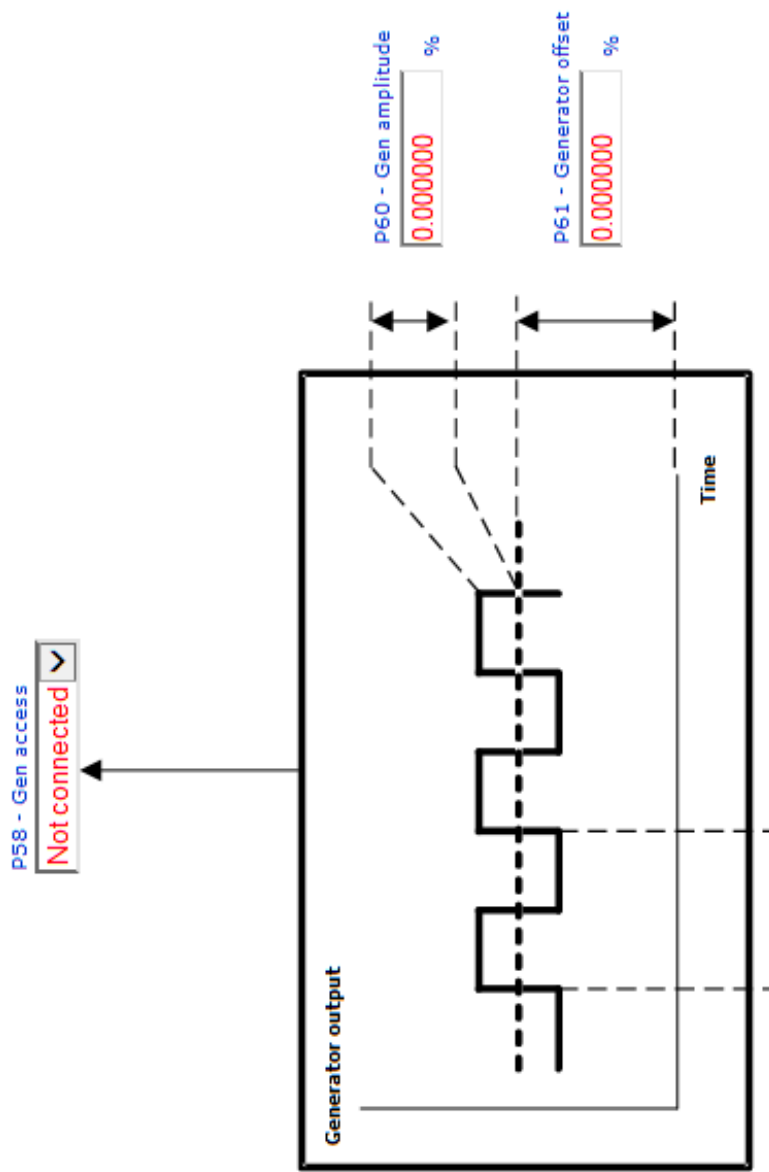 P58 - Gen access
Not connected
P60 - Gen amplitude
0.000000 %
P61 - Generator offset
0.000000 %
Generator output
Time